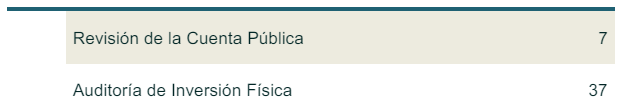 Revisión de la Cuenta Pública 7
Auditoría de Inversión Física 37